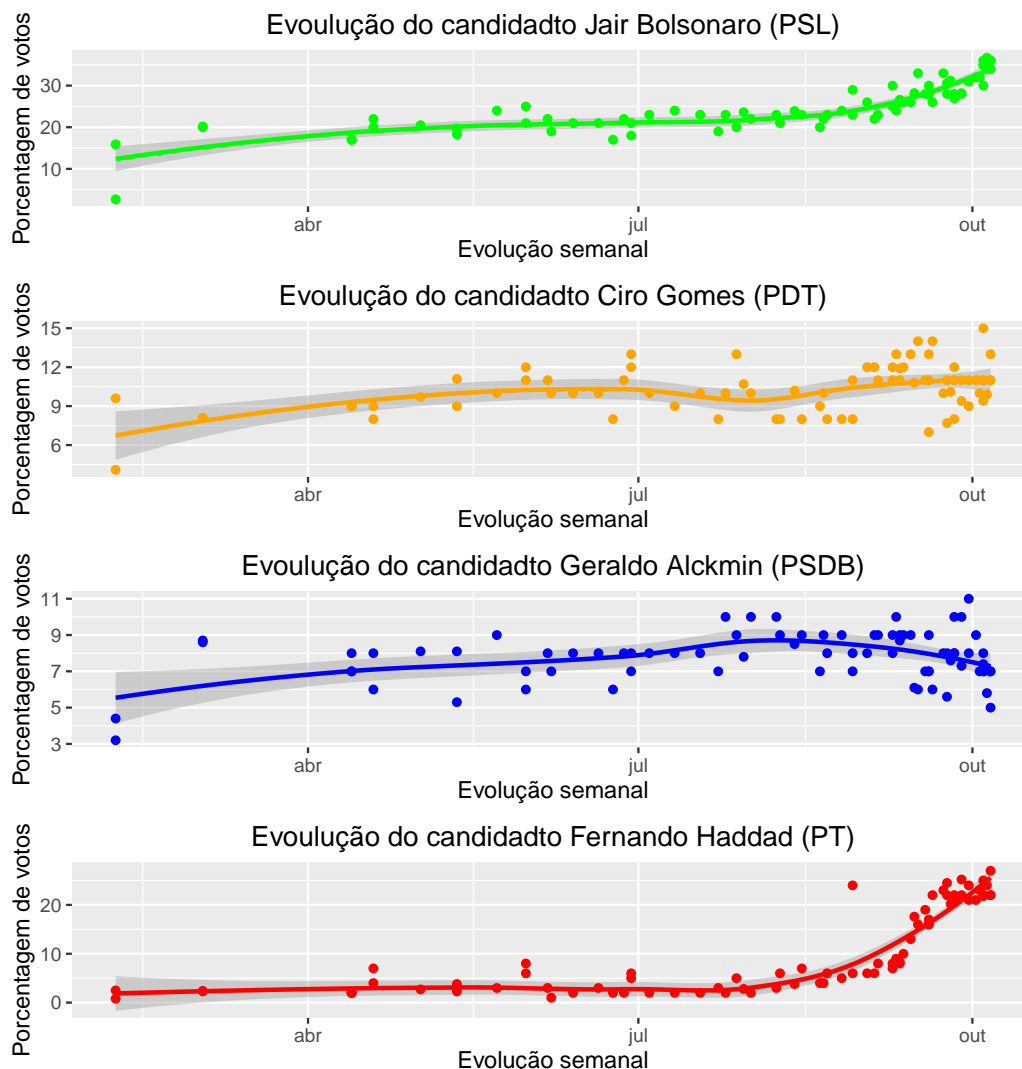 Evoulução do candidadto Jair Bolsonaro (PSL)
Porcentagem de votos
30
20
10
abr
jul
out
Evolução semanal
Evoulução do candidadto Ciro Gomes (PDT)
Porcentagem de votos
15
12
9
6
abr
jul
out
Evolução semanal
Evoulução do candidadto Geraldo Alckmin (PSDB)
Porcentagem de votos
11
9
7
5
3
abr
jul
out
Evolução semanal
Evoulução do candidadto Fernando Haddad (PT)
Porcentagem de votos
20
10
0
abr
jul
out
Evolução semanal